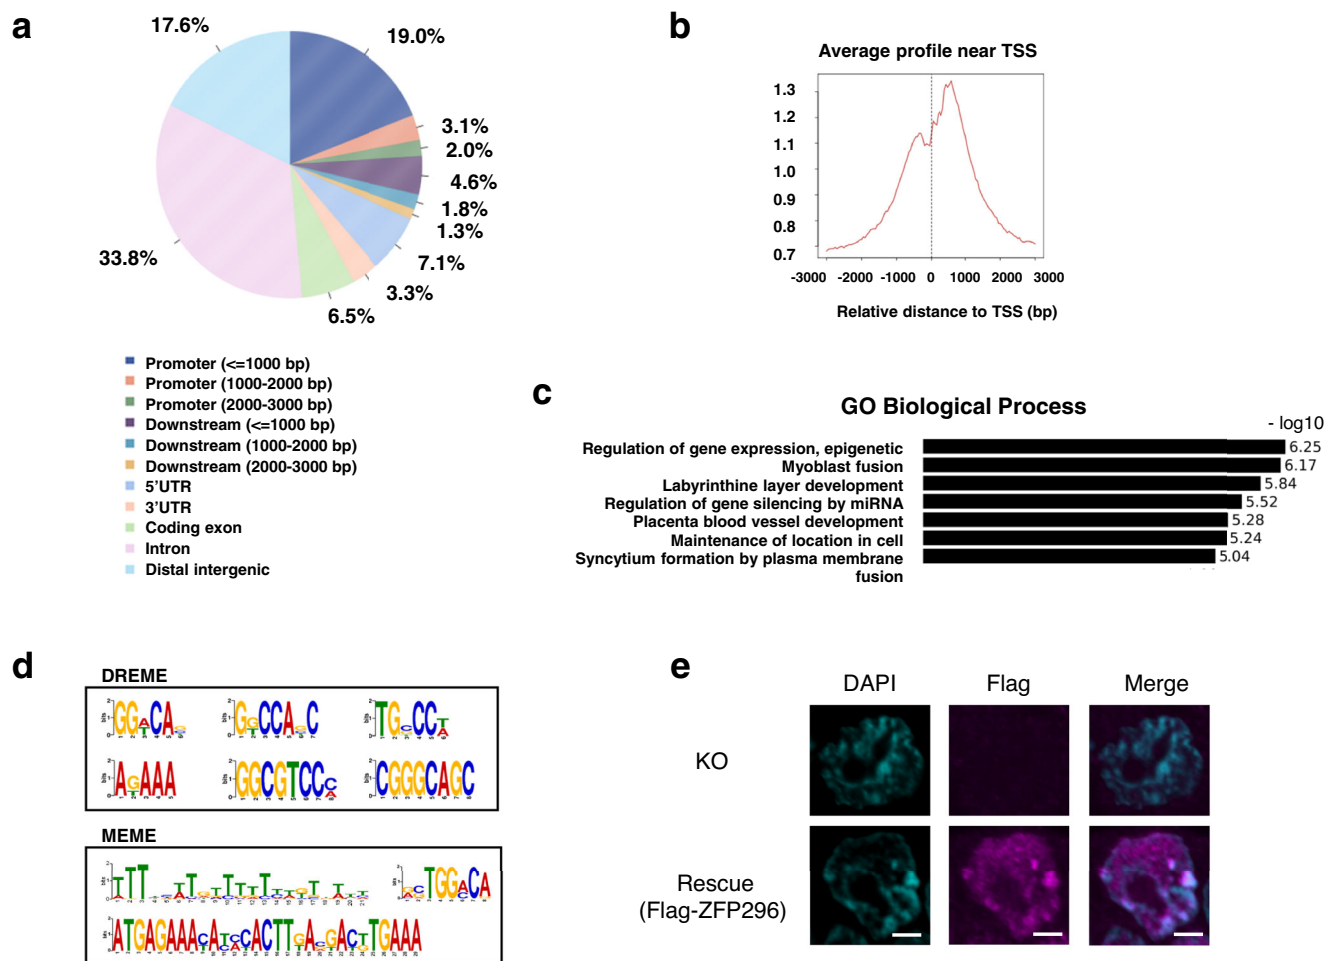 a
17.6%
19.0%
3.1%
2.0%
4.6%
1.8%
1.3%
7.1%
3.3%
6.5%
33.8%
Promoter (<=1000 bp)
Promoter (1000-2000 bp)
Promoter (2000-3000 bp)
Downstream (<=1000 bp)
Downstream (1000-2000 bp)
Downstream (2000-3000 bp)
5'UTR
3'UTR
Coding exon
Intron
Distal intergenic
b
Average profile near TSS
1.3
1.2
1.1
1.0
0.9
0.8
0.7
-3000 -2000 -1000 0 1000 2000 3000
Relative distance to TSS (bp)
c
GO Biological Process
- log10
Regulation of gene expression, epigenetic 6.25
Myoblast fusion 6.17
Labyrinthine layer development 5.84
Regulation of gene silencing by miRNA 5.52
Placenta blood vessel development 5.28
Maintenance of location in cell 5.24
Syncytium formation by plasma membrane 5.04
fusion
d
DREME
MEME
e
DAPI Flag Merge
KO
Rescue
(Flag-ZFP296)